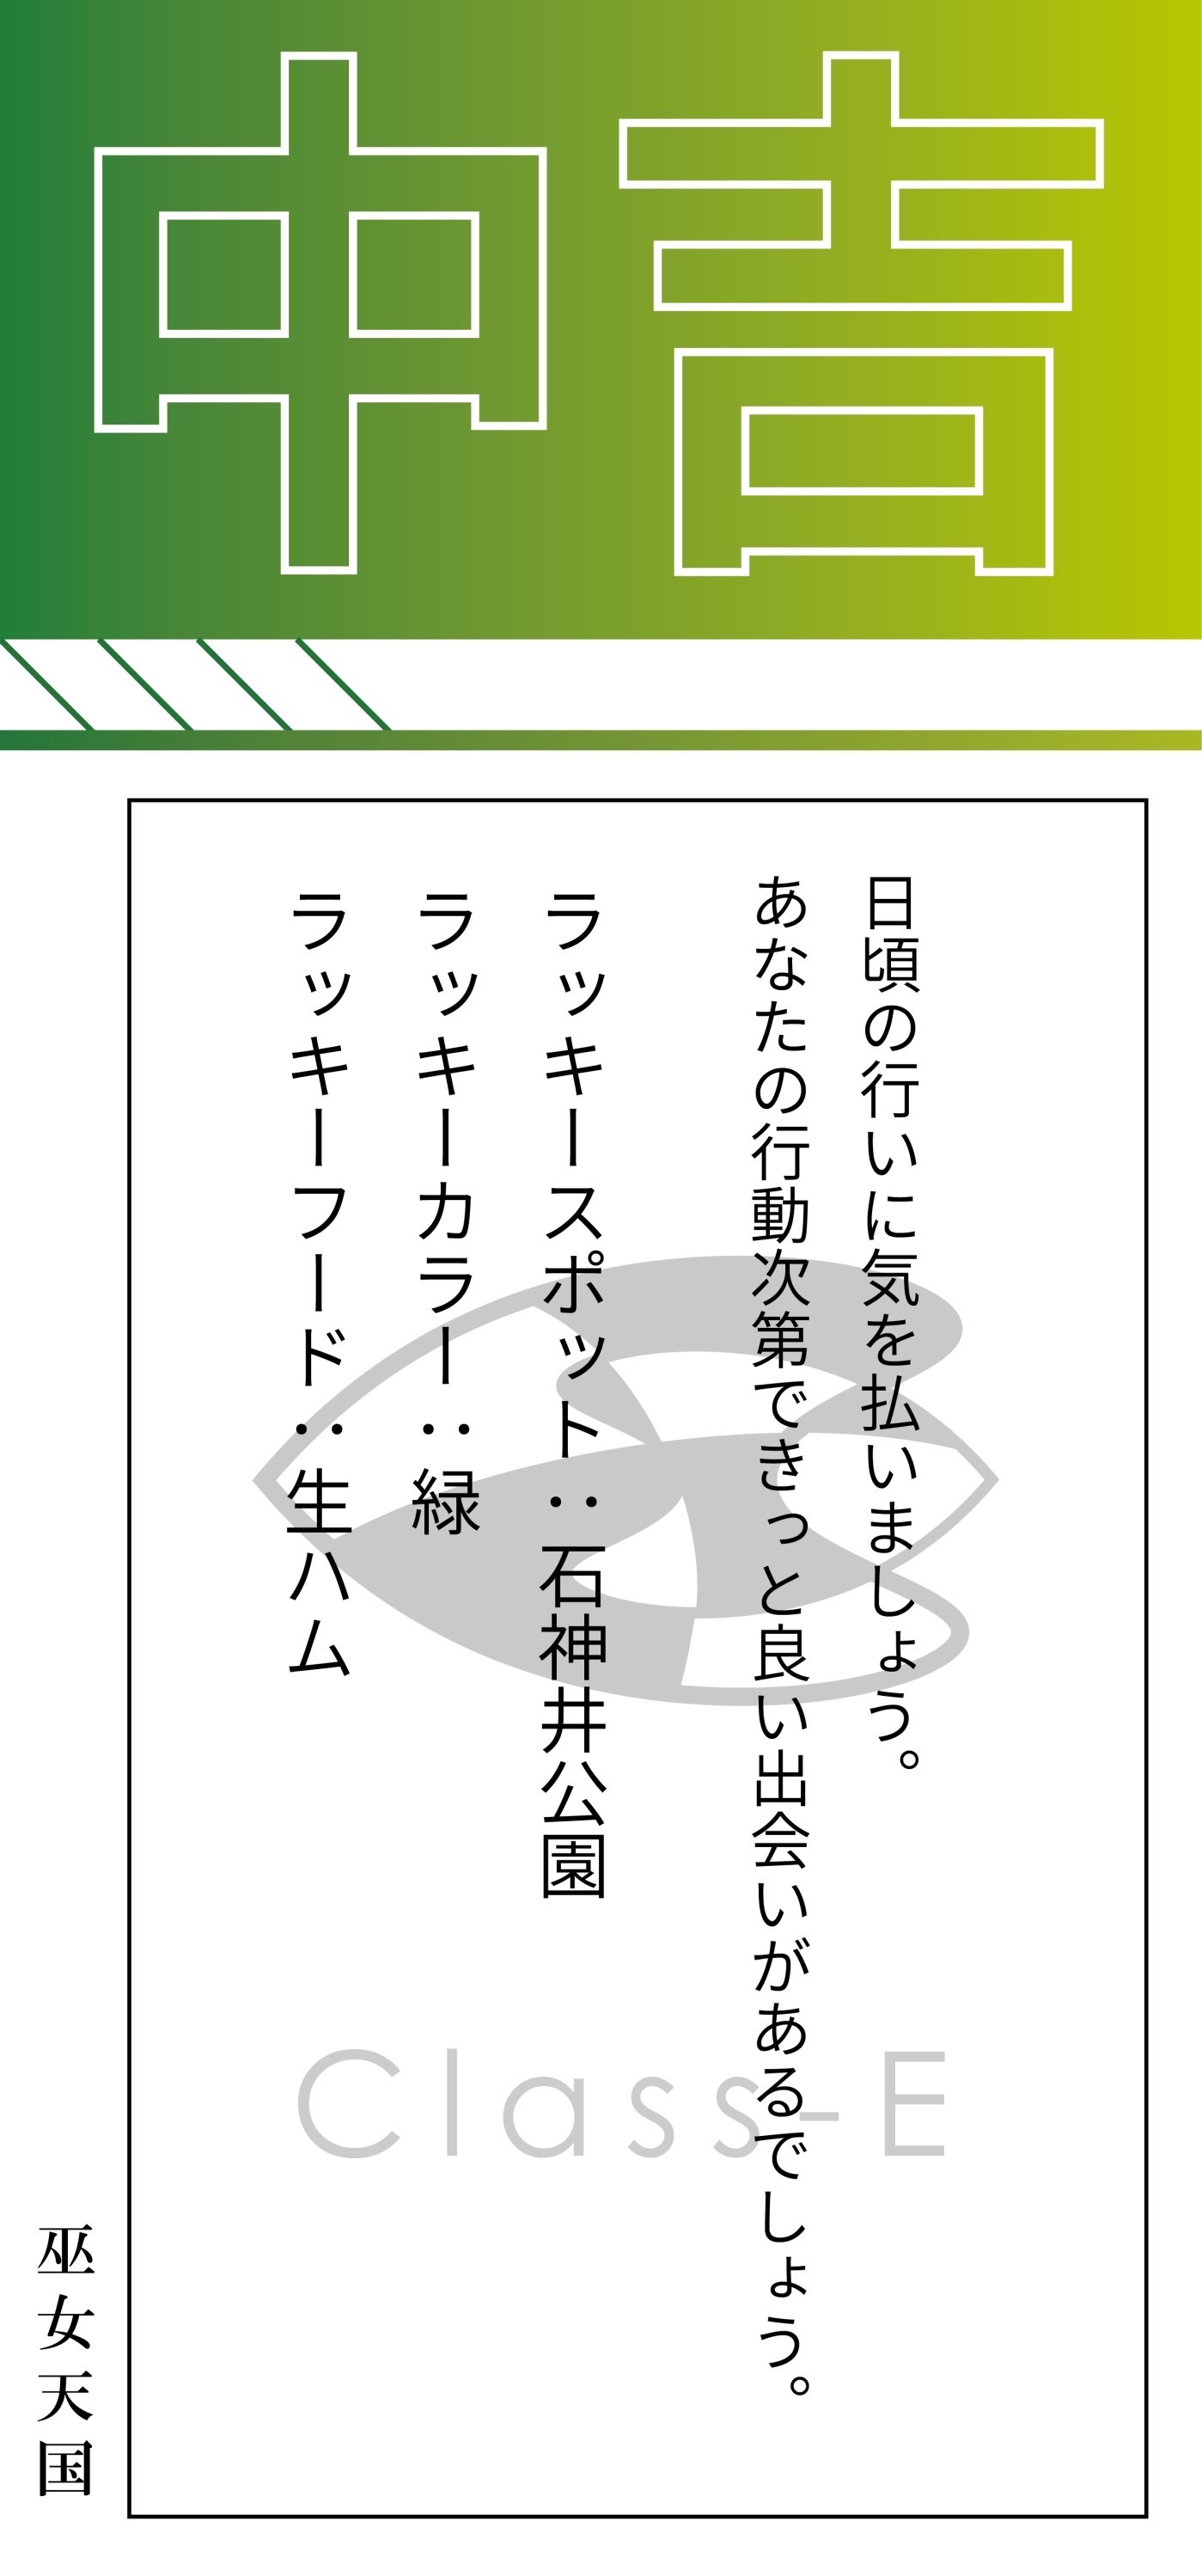 中吉
日頃の行いに気を払いましょう。
あなたの行動次第できっと良い出会いがあるでしょう。
ラッキースポット：石神井公園
ラッキーカラー：緑
ラッキーフード：生ハム
Class-E
巫女天国